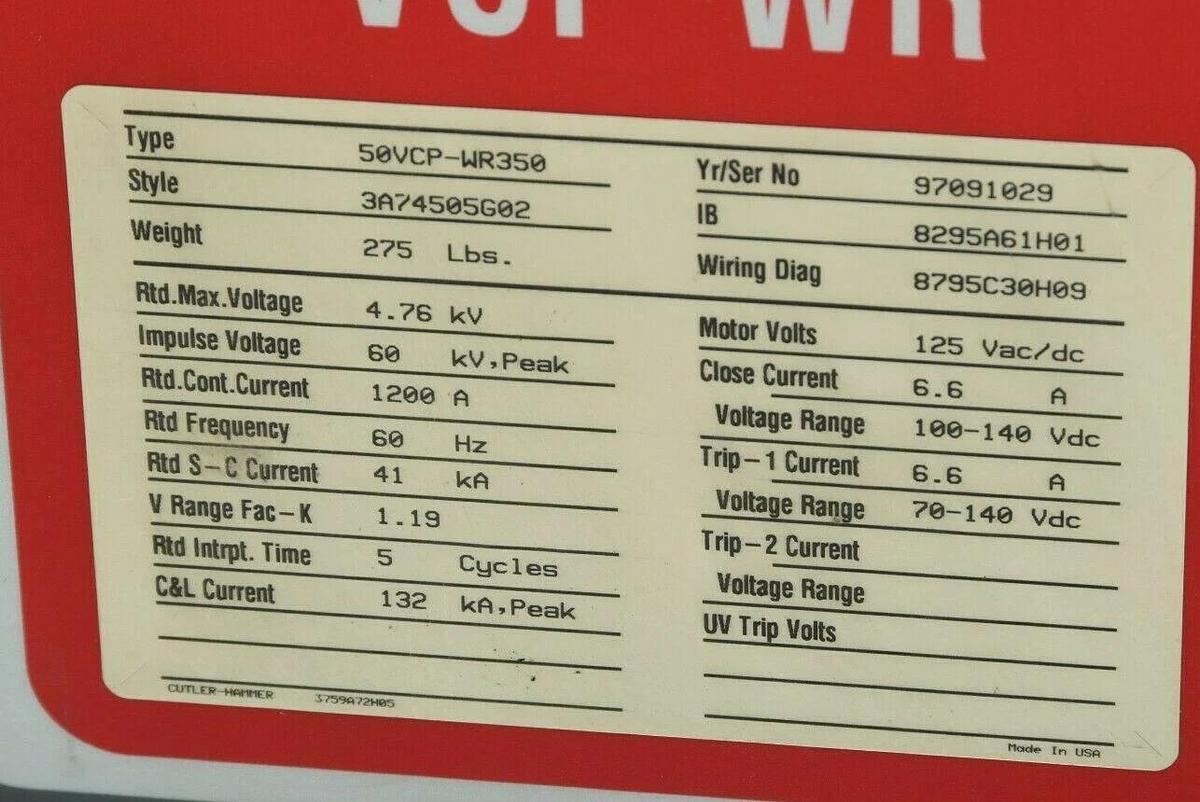 VCP-WR
Type 50VCP-WR350
Style 3A74505G02
Weight 275 Lbs.
Yr/Ser No 97091029
IB 8295A61H01
Wiring Diag 8795C30H09
Rtd.Max.Voltage 4.76 kV
Impulse Voltage 60 kV,Peak
Rtd.Cont.Current 1200 A
Rtd Frequency 60 Hz
Rtd S-C Current 41 kA
V Range Fac-K 1.19
Rtd Intrpt. Time 5 Cycles
C&L Current 132 kA,Peak
Motor Volts 125 Vac/dc
Close Current 6.6 A
Voltage Range 100-140 Vdc
Trip-1 Current 6.6 A
Voltage Range 70-140 Vdc
Trip-2 Current
Voltage Range
UV Trip Volts
CUTLER-HAMMER 3759A72H05
Made In USA